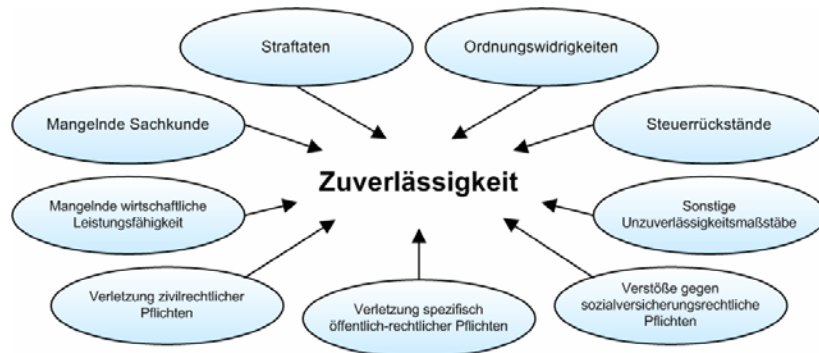 Straftaten
Ordnungswidrigkeiten
Mangelnde Sachkunde
Steuerrückstände
Zuverlässigkeit
Mangelnde wirtschaftliche
Leistungsfähigkeit
Sonstige
Unzuverlässigkeitsmaßstäbe
Verletzung zivilrechtlicher
Pflichten
Verletzung spezifisch
öffentlich-rechtlicher Pflichten
Verstöße gegen
sozialversicherungsrechtliche
Pflichten